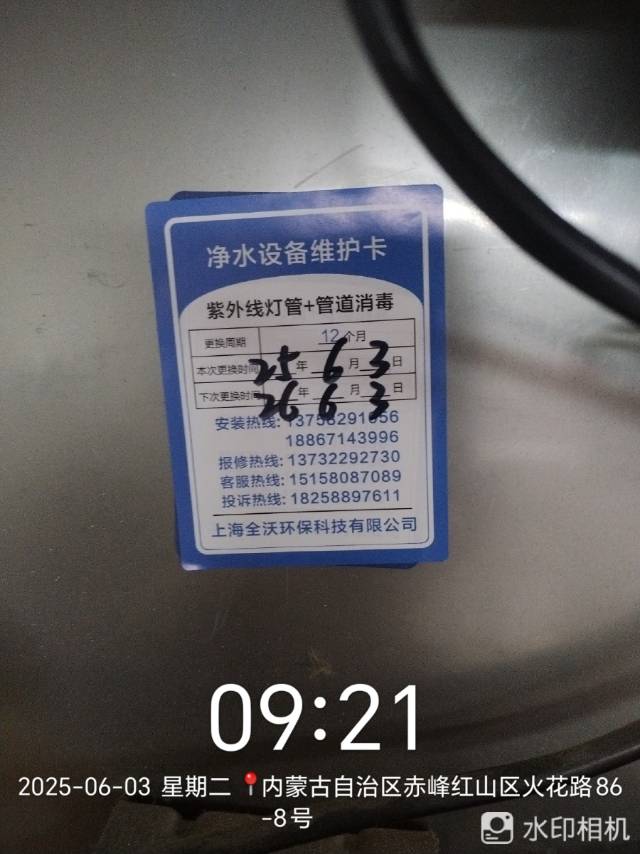 净水设备维护卡
紫外线灯管+管道消毒
更换周期 12个月
本次更换时间 25年 6月 3日
下次更换时间 26年 6月 3日
安装热线:
18867143996
报修热线:13732292730
客服热线:15158087089
投诉热线:18258897611
上海全沃环保科技有限公司
09:21
2025-06-03 星期二 内蒙古自治区赤峰红山区火花路86
-8号
水印相机